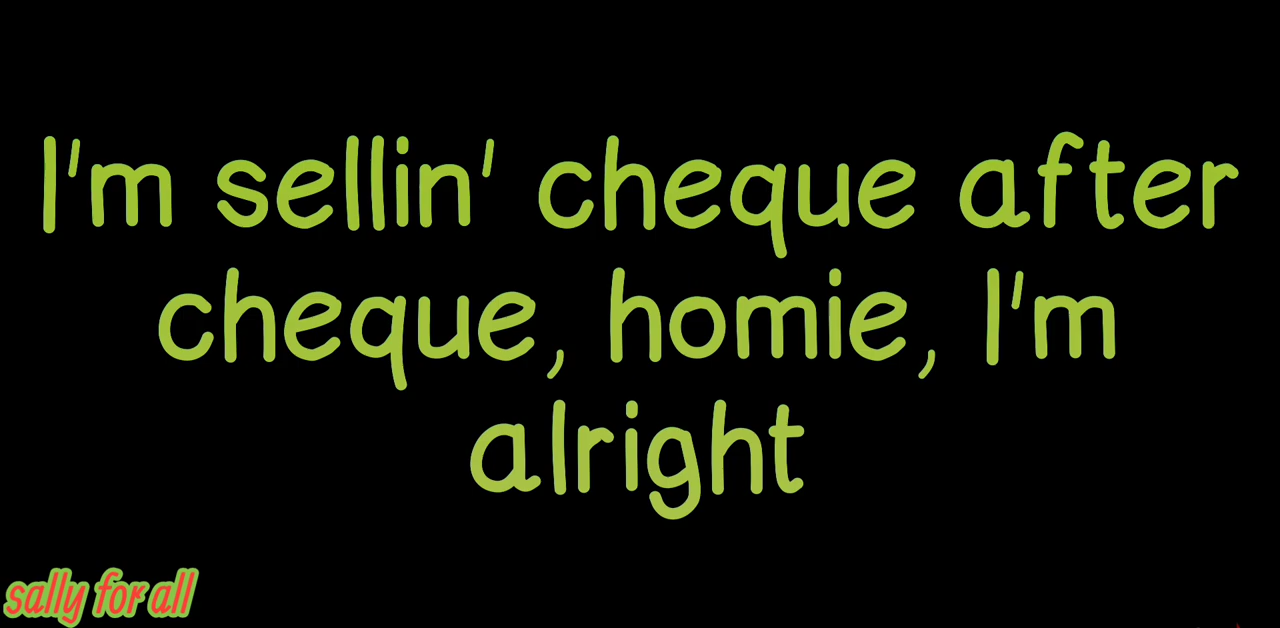 I'm sellin' cheque after
cheque, homie, I'm
alright
sally for all